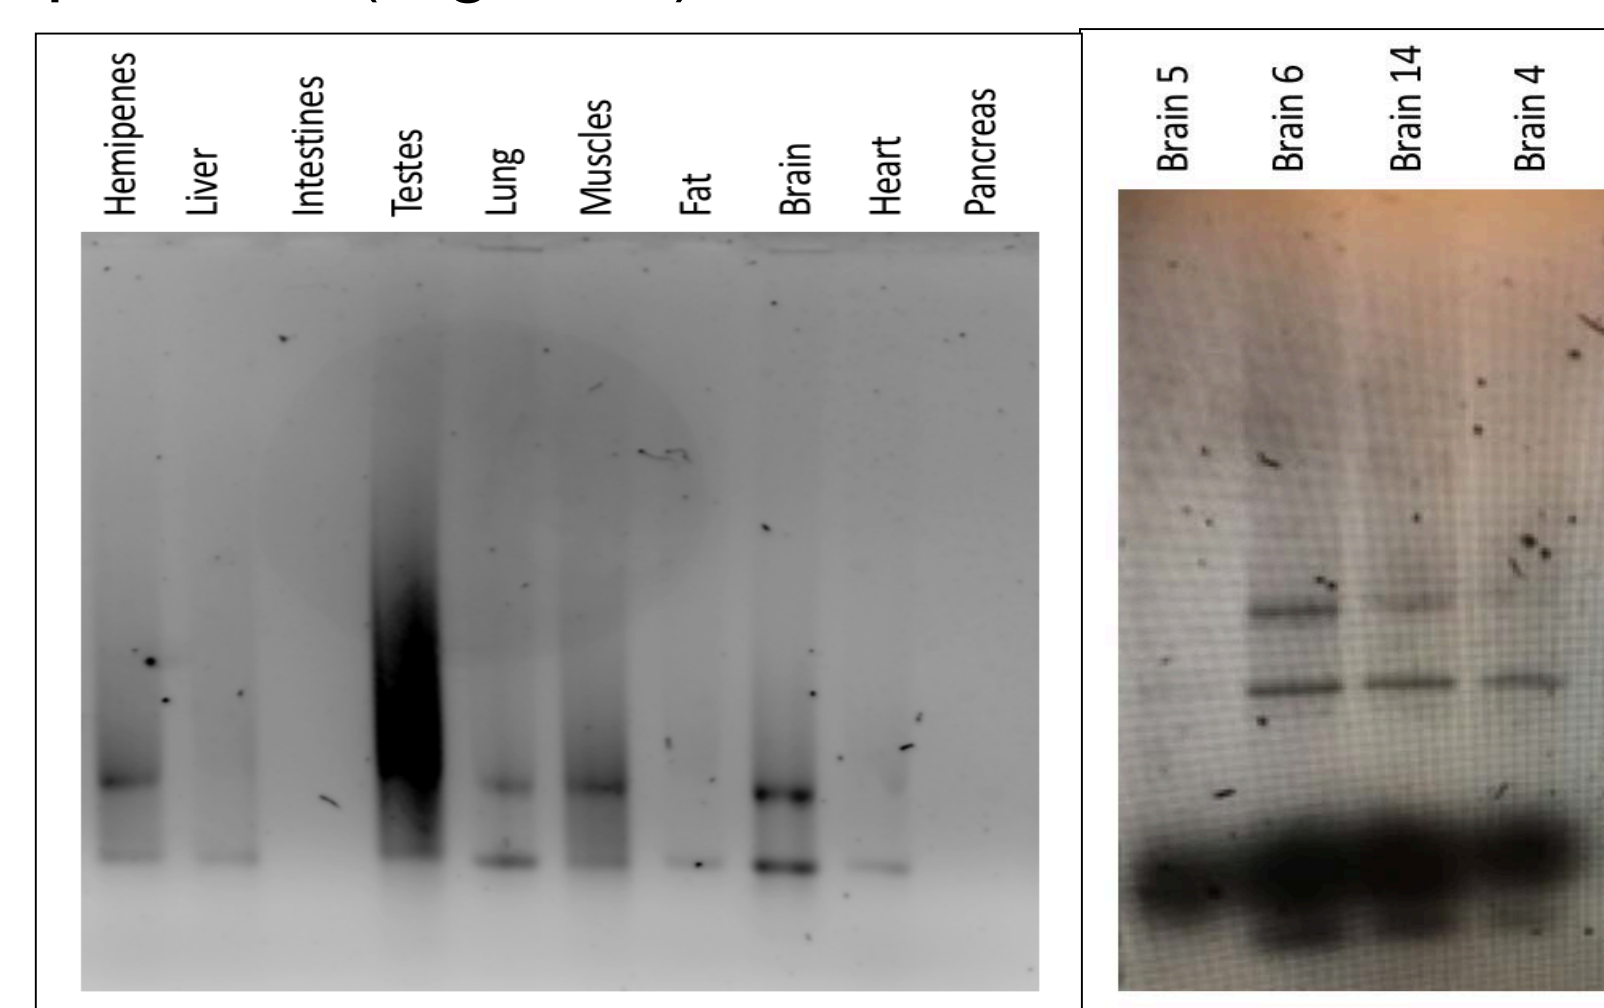 Hemipenes
Liver
Intestines
Testes
Lung
Muscles
Fat
Brain
Heart
Pancreas
Brain 5
Brain 6
Brain 14
Brain 4